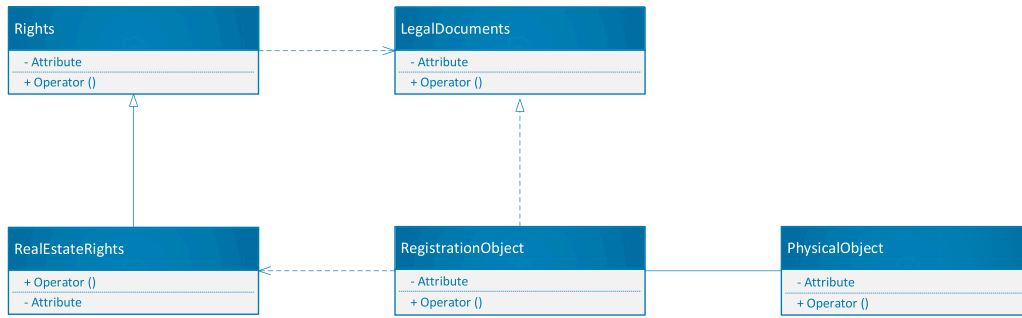 Rights
- Attribute
+ Operator ()
LegalDocuments
- Attribute
+ Operator ()
RealEstateRights
+ Operator ()
- Attribute
RegistrationObject
- Attribute
+ Operator ()
PhysicalObject
- Attribute
+ Operator ()